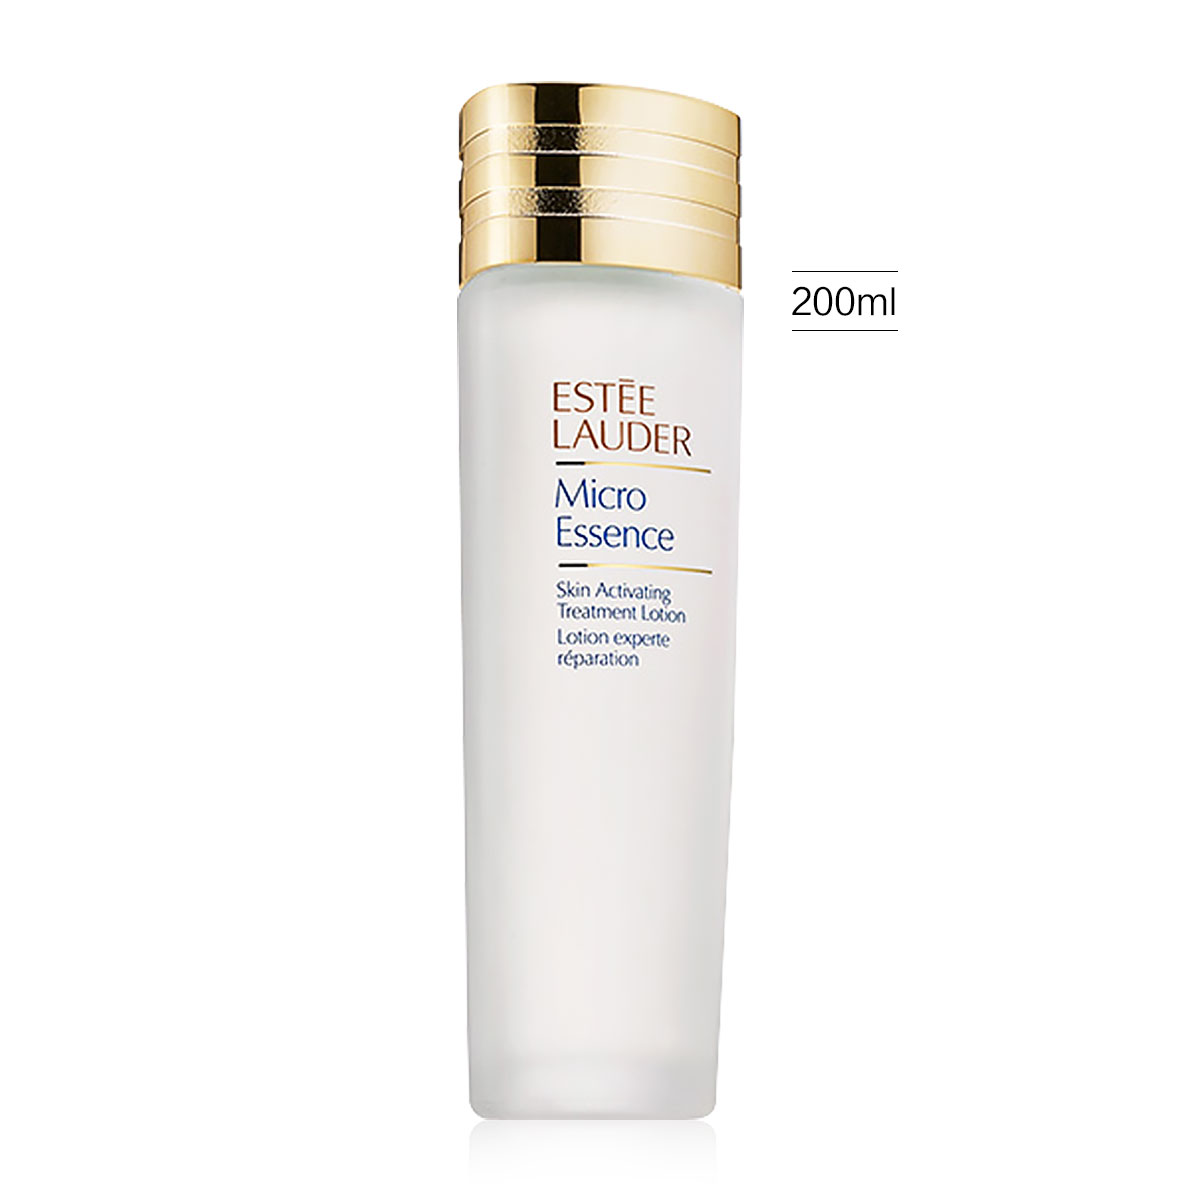 200ml
ESTĒE
LAUDER
Micro
Essence
Skin Activating
Treatment Lotion
Lotion experte
réparation